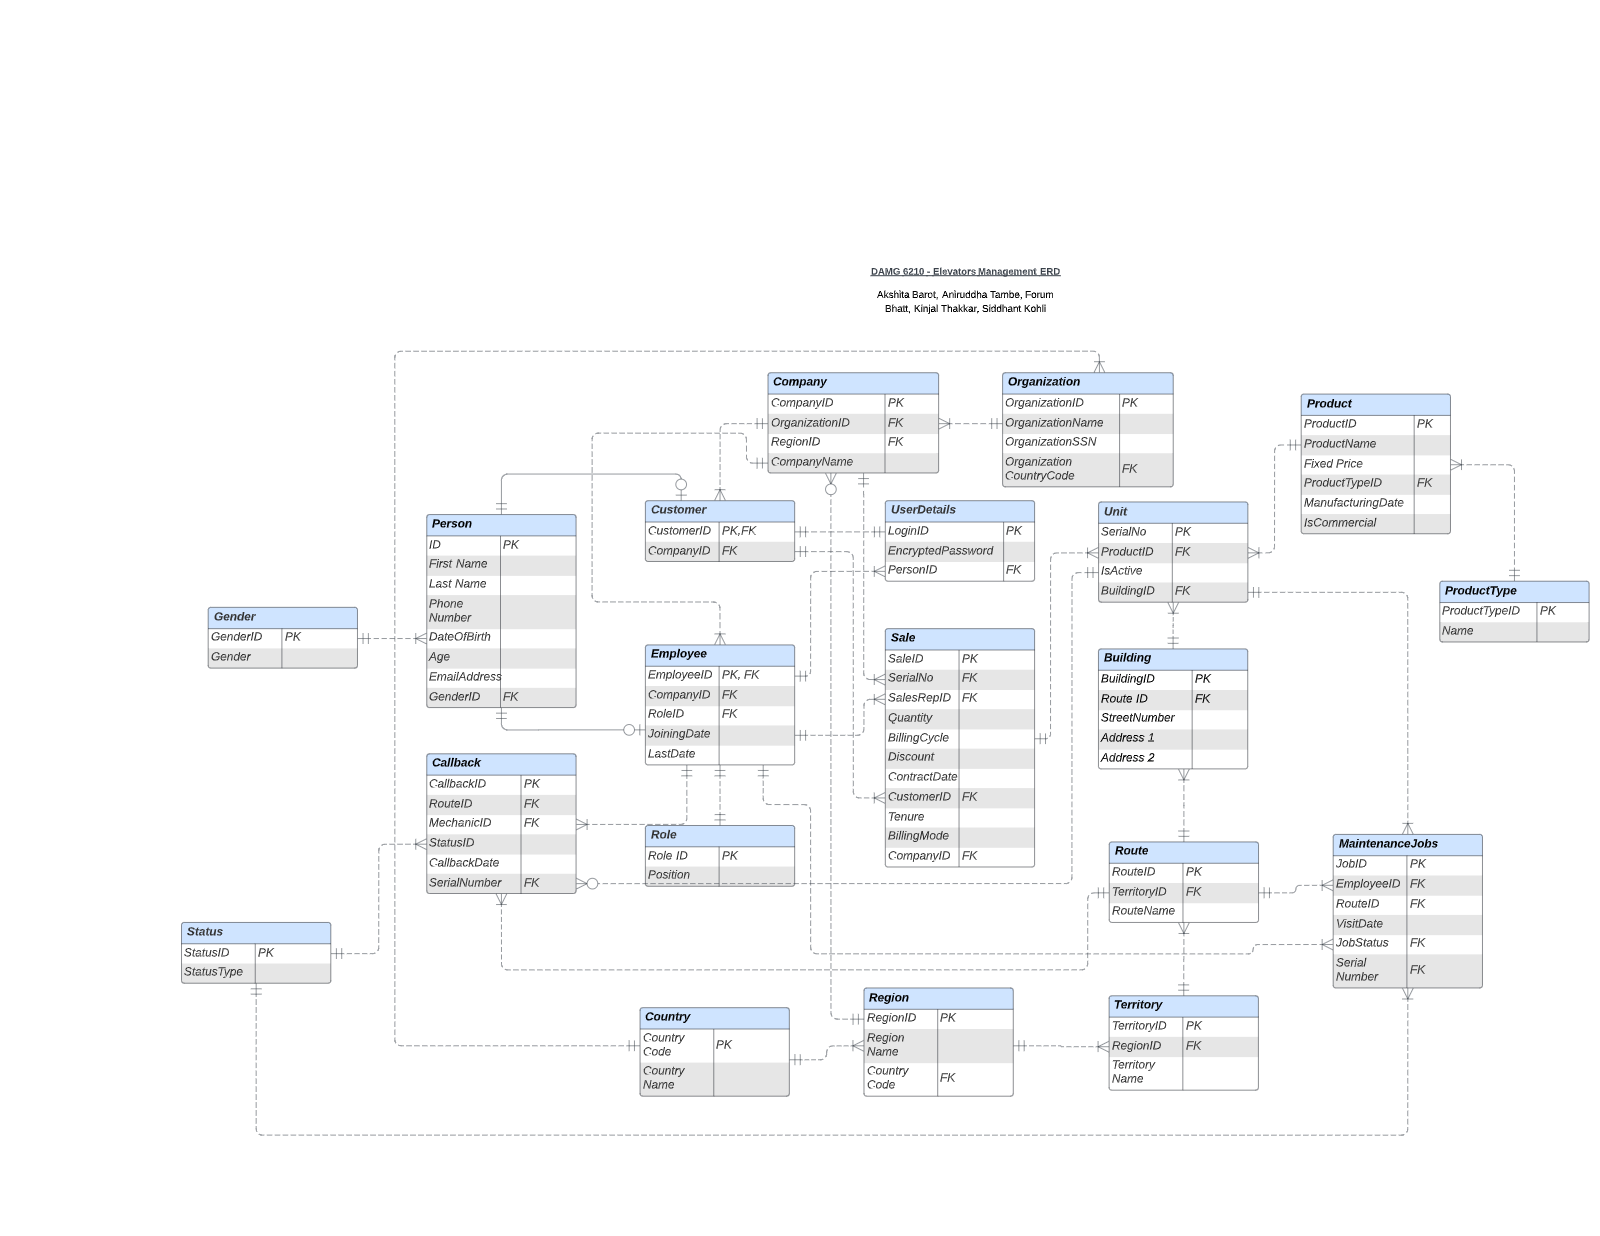 DAMG 6210 - Elevators Management ERD
Akshita Barot, Aniruddha Tambe, Forum
Bhatt, Kinjal Thakkar, Siddhant Kohli
Company
CompanyID PK
OrganizationID FK
RegionID FK
CompanyName
Organization
OrganizationID PK
OrganizationName
OrganizationSSN
Organization
CountryCode FK
Product
ProductID PK
ProductName
Fixed Price
ProductTypeID FK
ManufacturingDate
IsCommercial
Person
ID PK
First Name
Last Name
Phone
Number
DateOfBirth
Age
EmailAddress
GenderID FK
Customer
CustomerID PK,FK
CompanyID FK
UserDetails
LoginID PK
EncryptedPassword
PersonID FK
Unit
SerialNo PK
ProductID FK
IsActive
BuildingID FK
ProductType
ProductTypeID PK
Name
Gender
GenderID PK
Gender
Employee
EmployeeID PK, FK
CompanyID FK
RoleID FK
JoiningDate
LastDate
Sale
SaleID PK
SerialNo FK
SalesRepID FK
Quantity
BillingCycle
Discount
ContractDate
CustomerID FK
Tenure
BillingMode
CompanyID FK
Building
BuildingID PK
Route ID FK
StreetNumber
Address 1
Address 2
Callback
CallbackID PK
RouteID FK
MechanicID FK
StatusID
CallbackDate
SerialNumber FK
Role
Role ID PK
Position
Route
RouteID PK
TerritoryID FK
RouteName
MaintenanceJobs
JobID PK
EmployeeID FK
RouteID FK
VisitDate
JobStatus FK
Serial
Number FK
Status
StatusID PK
StatusType
Country
Country
Code PK
Country
Name
Region
RegionID PK
Region
Name
Country
Code FK
Territory
TerritoryID PK
RegionID FK
Territory
Name